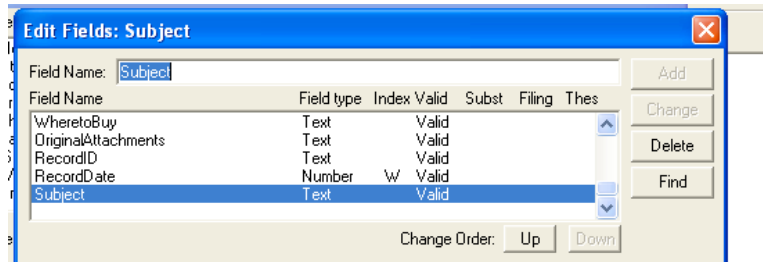 Edit Fields: Subject
Field Name: Subject
Add
Field Name Field type Index Valid Subst Filing Thes
Change
WheretoBuy Text Valid
OriginalAttachments Text Valid
Delete
RecordID Text Valid
RecordDate Number W Valid
Find
Subject Text Valid
Change Order: Up Down